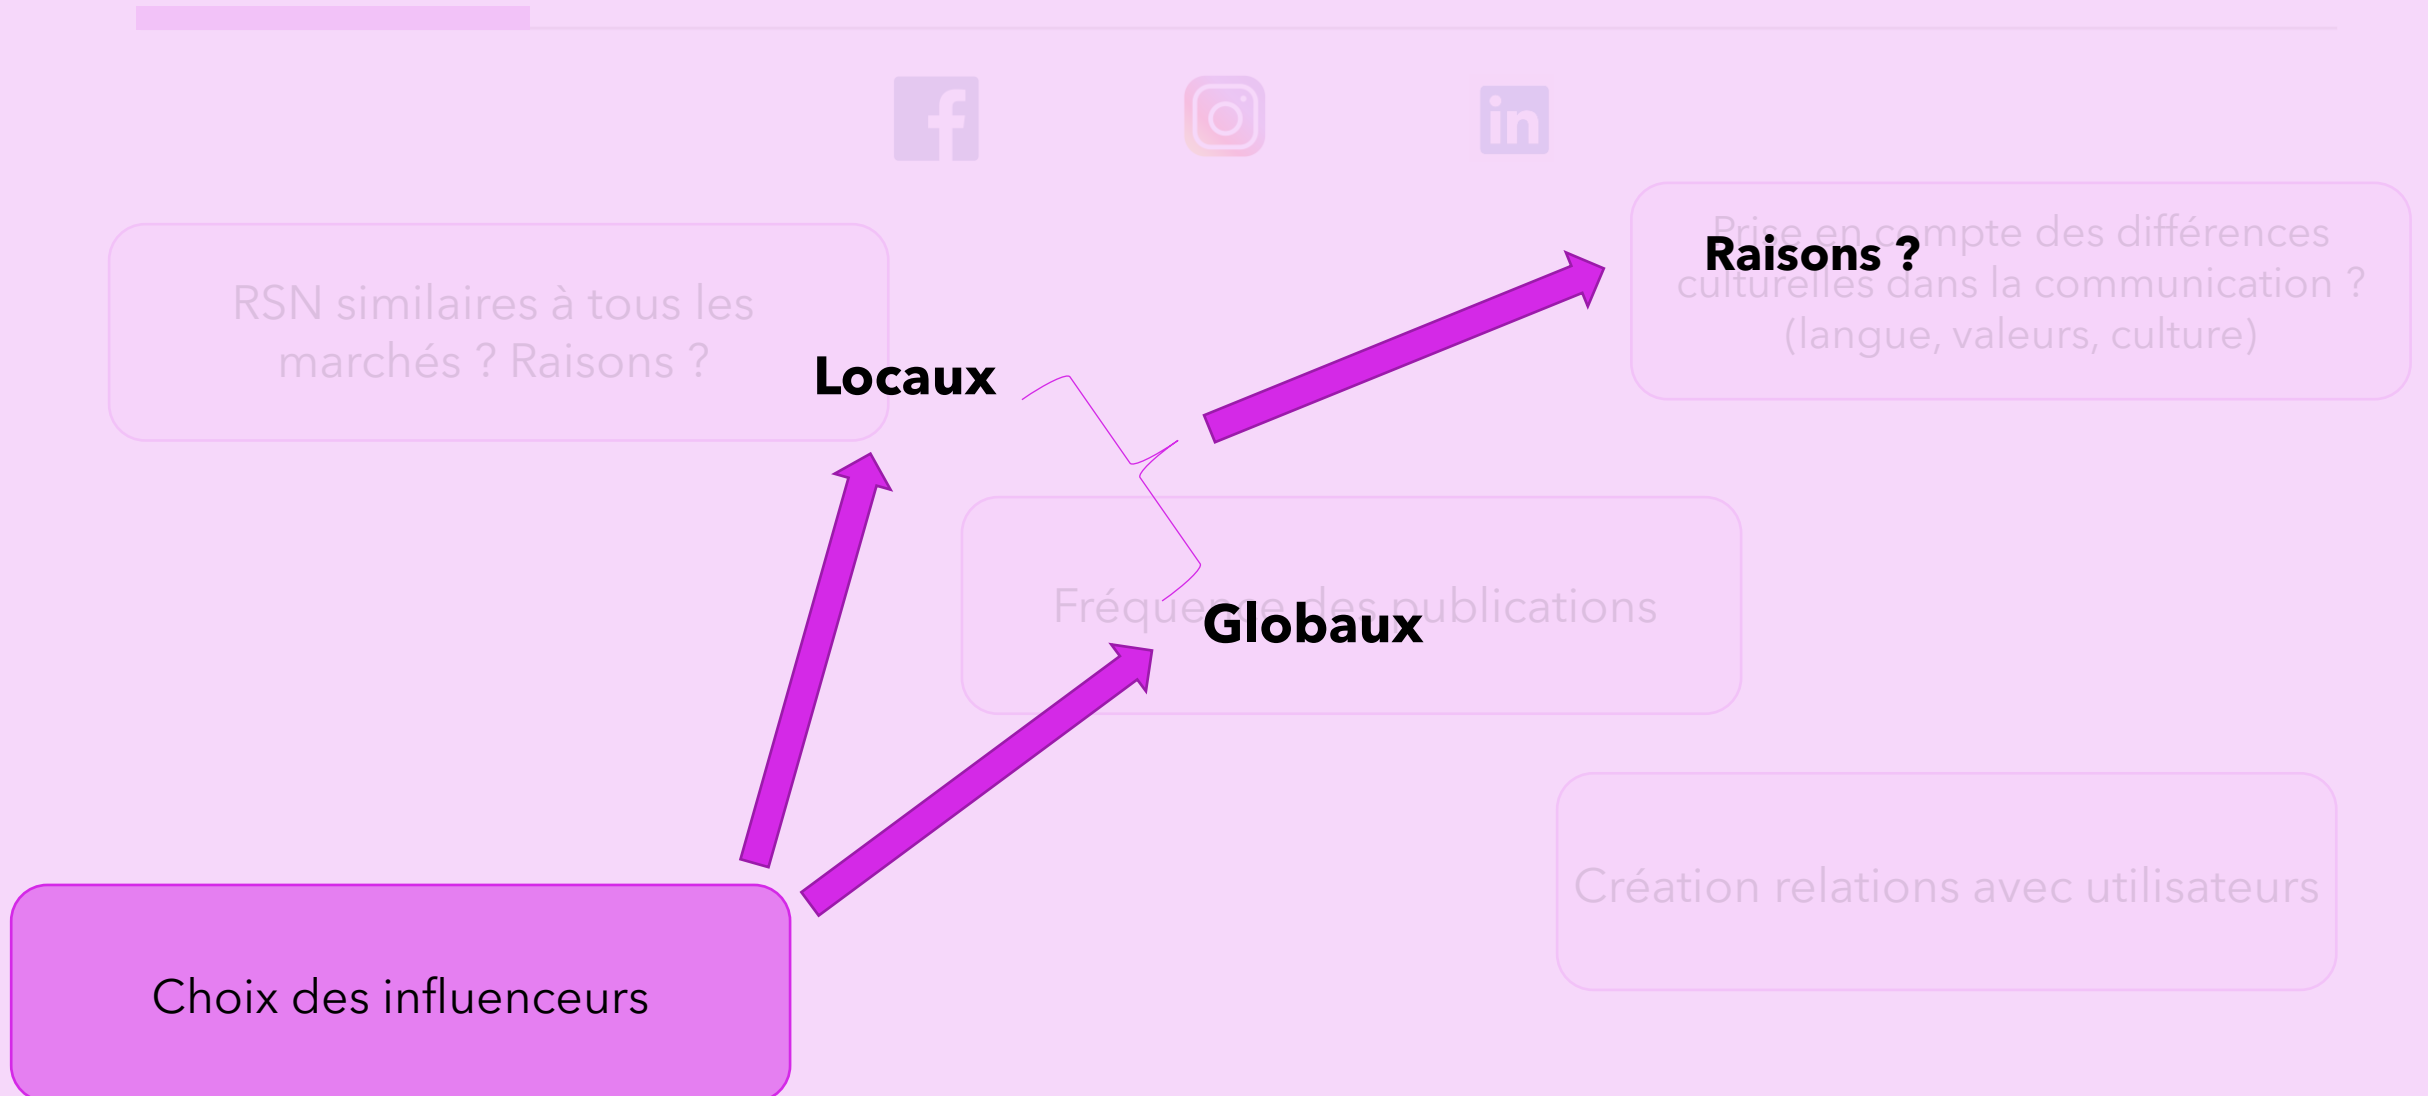 Prise en compte des différences
culturelles dans la communication ?
(langue, valeurs, culture)
Raisons ?
RSN similaires à tous les
marchés ? Raisons ?
Locaux
Fréquence des publications
Globaux
Création relations avec utilisateurs
Choix des influenceurs